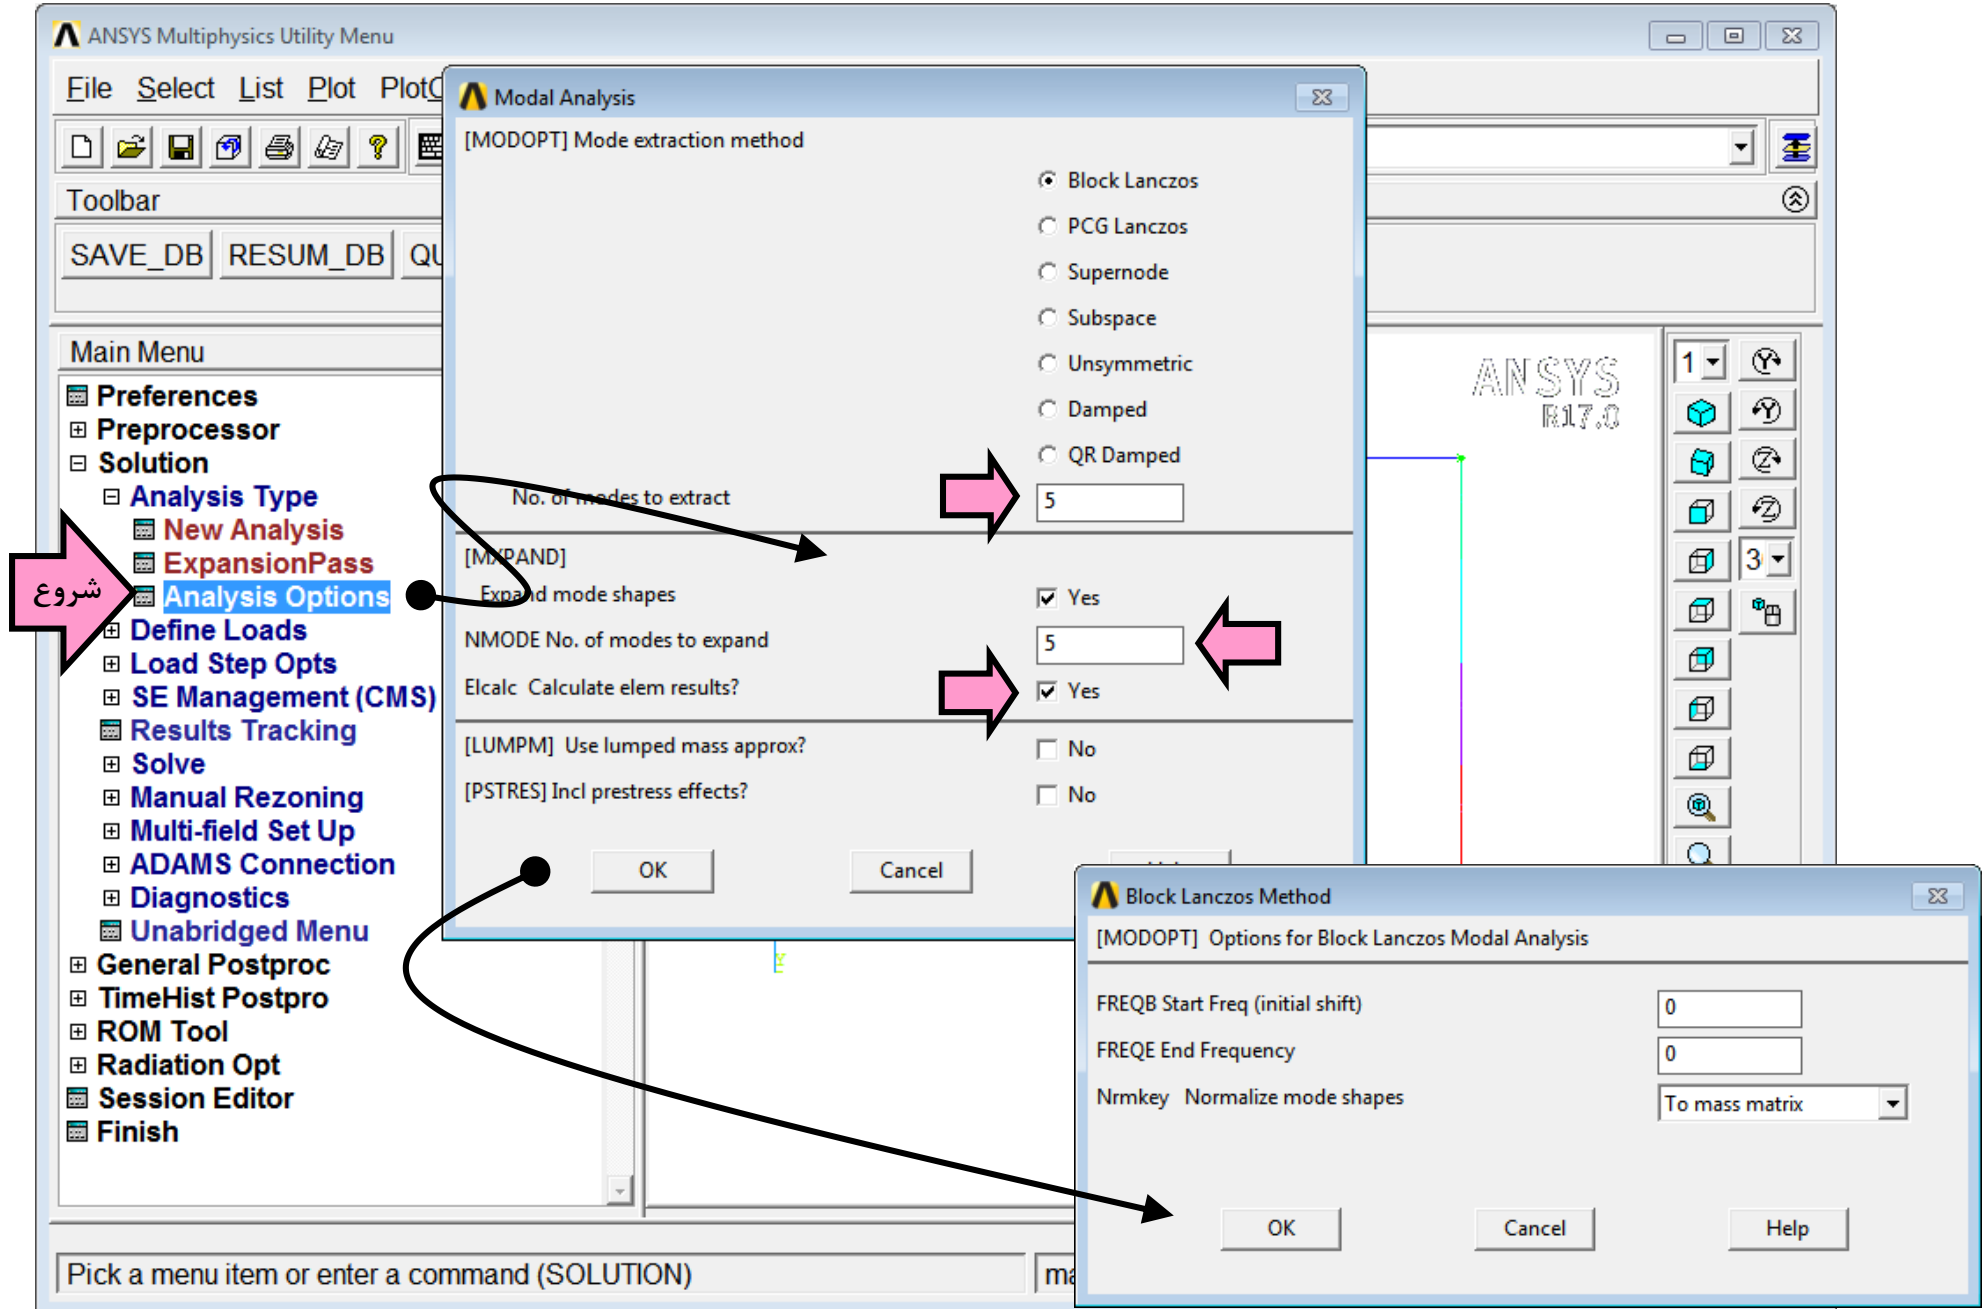 ANSYS Multiphysics Utility Menu
File Select List Plot
Toolbar
SAVE_DB RESUM_DB
Main Menu
Preferences
Preprocessor
Solution
Analysis Type
New Analysis
ExpansionPass
شروع
Analysis Options
Define Loads
Load Step Opts
SE Management (CMS)
Results Tracking
Solve
Manual Rezoning
Multi-field Set Up
ADAMS Connection
Diagnostics
Unabridged Menu
General Postproc
TimeHist Postpro
ROM Tool
Radiation Opt
Session Editor
Finish
Pick a menu item or enter a command (SOLUTION)
Modal Analysis
[MODOPT] Mode extraction method
Block Lanczos
PCG Lanczos
Supernode
Subspace
Unsymmetric
Damped
QR Damped
No. of modes to extract 5
[MXPAND]
Expand mode shapes Yes
NMODE No. of modes to expand 5
Elcalc Calculate elem results? Yes
[LUMPM] Use lumped mass approx? No
[PSTRES] Incl prestress effects? No
OK Cancel
ANSYS
R17.0
1
3
Y
Block Lanczos Method
[MODOPT] Options for Block Lanczos Modal Analysis
FREQB Start Freq (initial shift) 0
FREQE End Frequency 0
Nrmkey Normalize mode shapes To mass matrix
OK Cancel Help